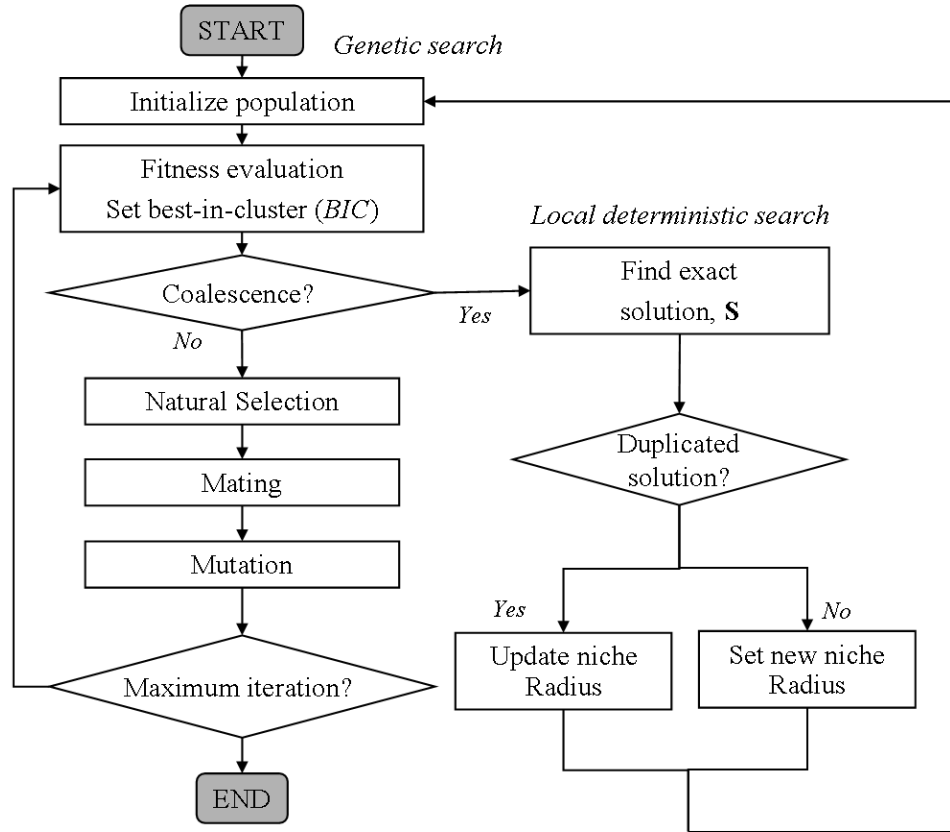 START
Genetic search
Initialize population
Fitness evaluation
Set best-in-cluster (BIC)
Local deterministic search
Coalescence?
Yes
Find exact
solution, S
No
Natural Selection
Duplicated
solution?
Mating
Mutation
Yes
No
Maximum iteration?
Update niche
Radius
Set new niche
Radius
END